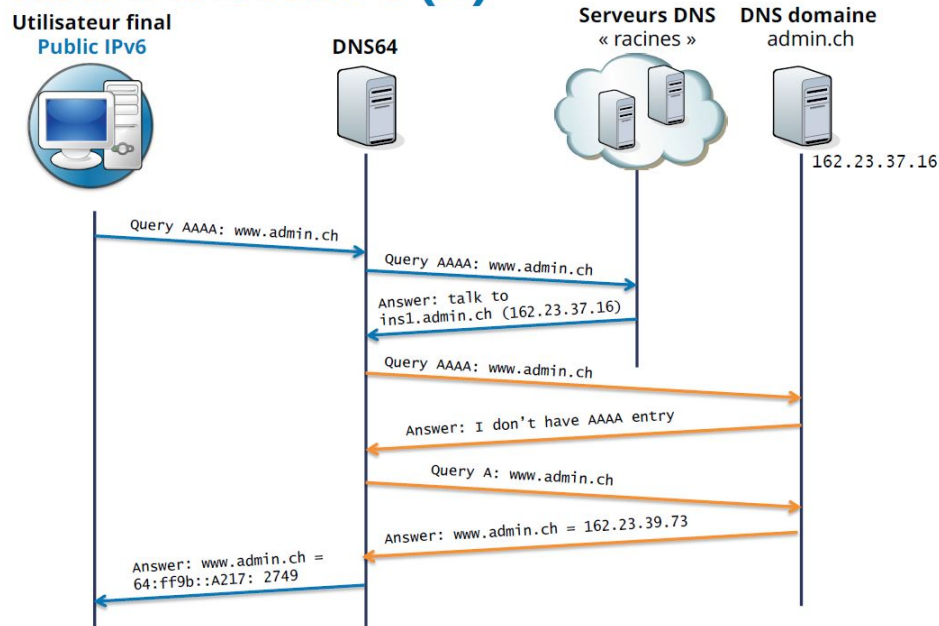 Utilisateur final
Public IPv6
DNS64
Serveurs DNS
« racines »
DNS domaine
admin.ch
162.23.37.16
Query AAAA: www.admin.ch
Query AAAA: www.admin.ch
Answer: talk to
ins1.admin.ch (162.23.37.16)
Query AAAA: www.admin.ch
Answer: I don't have AAAA entry
Query A: www.admin.ch
Answer: www.admin.ch = 162.23.39.73
Answer: www.admin.ch =
64:ff9b::A217: 2749